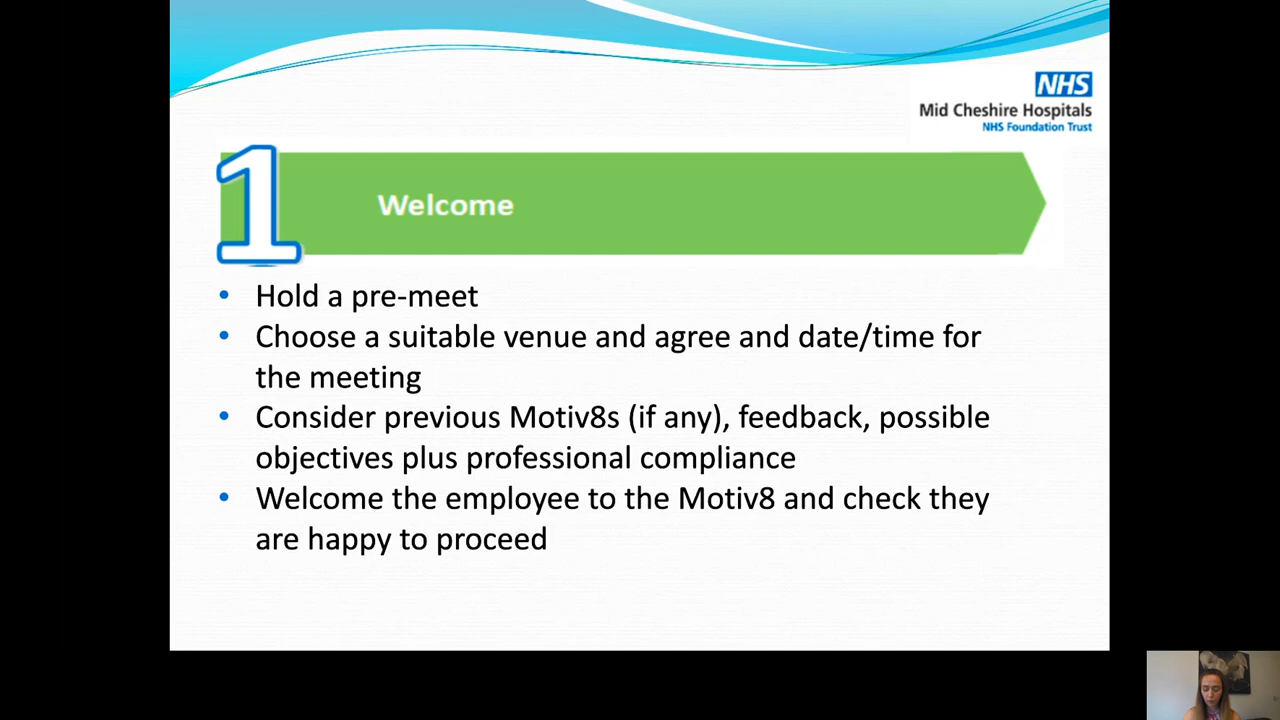 NHS
Mid Cheshire Hospitals
NHS Foundation Trust
1
Welcome
• Hold a pre-meet
• Choose a suitable venue and agree and date/time for
the meeting
• Consider previous Motiv8s (if any), feedback, possible
objectives plus professional compliance
• Welcome the employee to the Motiv8 and check they
are happy to proceed